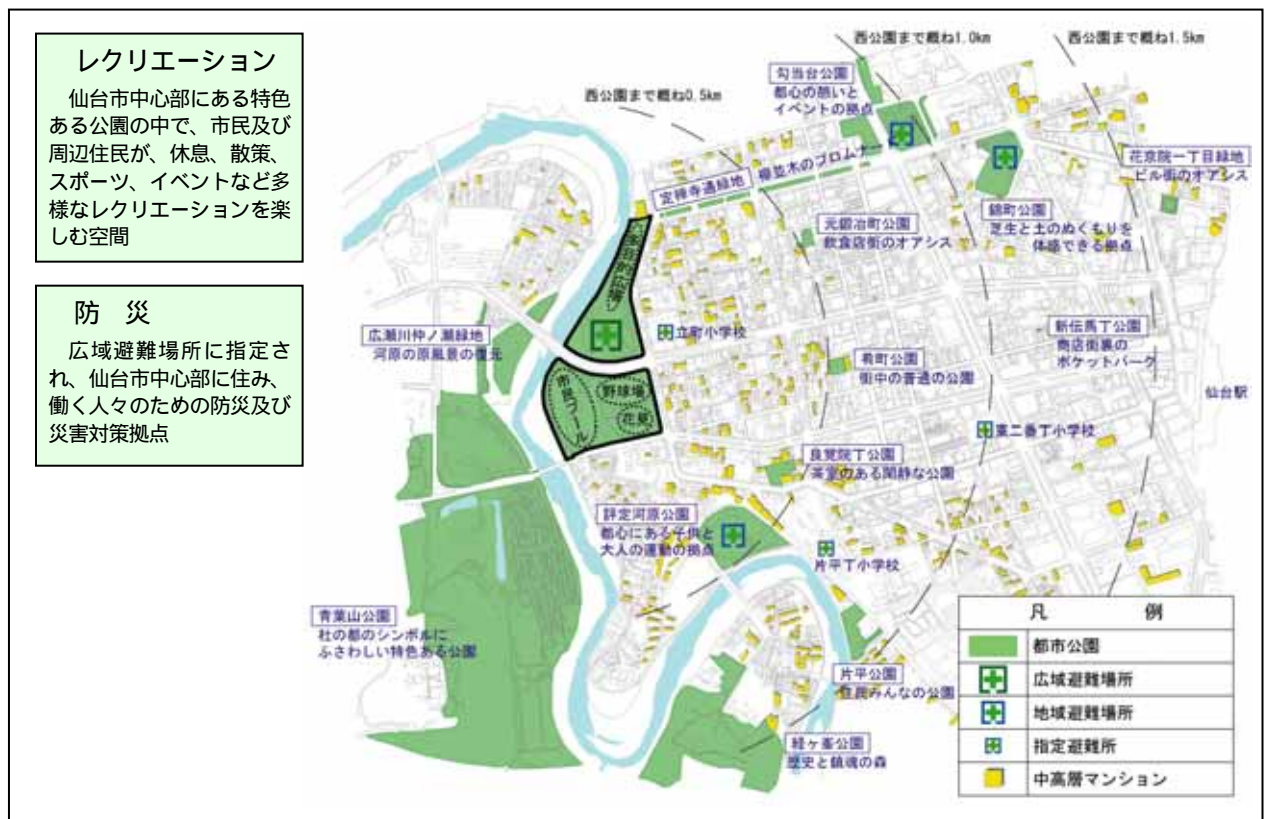 レクリエーション
仙台市中心部にある特色
ある公園の中で、市民及び
周辺住民が、休息、散策、
スポーツ、イベントなど多
様なレクリエーションを楽
しむ空間
防 災
広域避難場所に指定さ
れ、仙台市中心部に住み、
働く人々のための防災及び
災害対策拠点
西公園まで概ね1.0km
西公園まで概ね1.5km
西公園まで概ね0.5km
勾当台公園
都心の憩いと
イベントの拠点
定禅寺通緑地
欅並木のプロムナード
花京院一丁目緑地
ビル街のオアシス
元鍛冶町公園
飲食店街のオアシス
錦町公園
芝生と土のぬくもりを
体感できる拠点
広瀬川仲ノ瀬緑地
河原の原風景の復元
立町小学校
新伝馬丁公園
商店街裏の
ポケットパーク
肴町公園
街中の普通の公園
仙台駅
市民プール
野球場
花見
東二番丁小学校
良覚院丁公園
茶室のある閑静な公園
評定河原公園
都心にある子供と
大人の運動の拠点
片平丁小学校
青葉山公園
杜の都のシンボルに
ふさわしい特色ある公園
片平公園
住民みんなの公園
経ヶ峯公園
歴史と鎮魂の森
凡 例
都市公園
広域避難場所
地域避難場所
指定避難所
中高層マンション